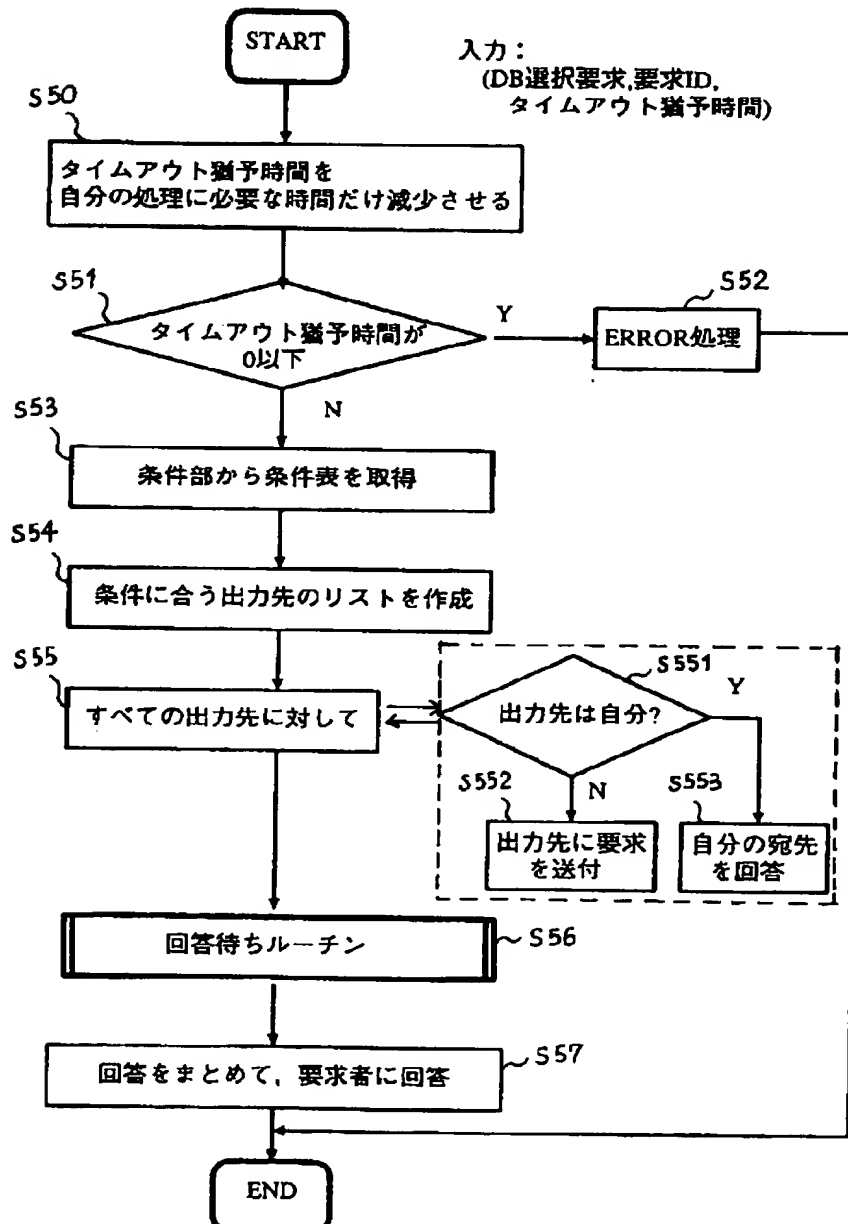 START
入力：
(DB選択要求,要求ID,
タイムアウト猶予時間)
S50
タイムアウト猶予時間を
自分の処理に必要な時間だけ減少させる
S51
タイムアウト猶予時間が
0以下
Y
S52
ERROR処理
N
S53
条件部から条件表を取得
S54
条件に合う出力先のリストを作成
S55
すべての出力先に対して
S551
出力先は自分?
Y
N
S552
出力先に要求
を送付
S553
自分の宛先
を回答
回答待ちルーチン
S56
回答をまとめて，要求者に回答
S57
END